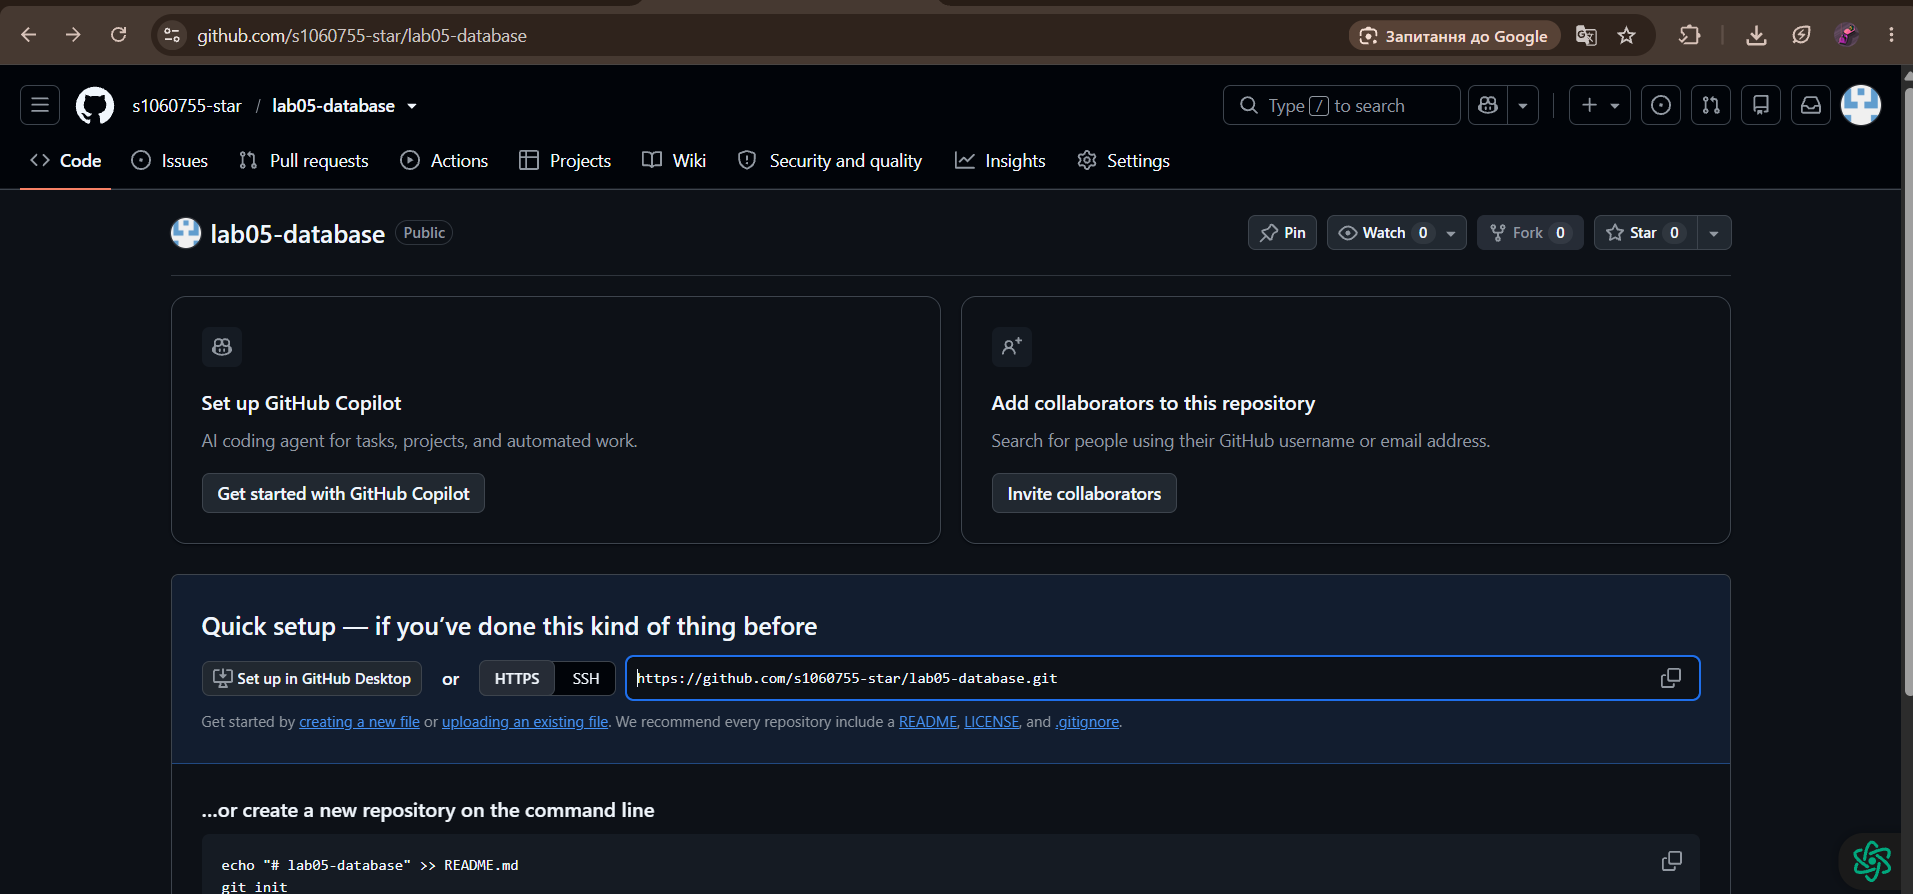 github.com/s1060755-star/lab05-database
Запитання до Google
s1060755-star / lab05-database
Type / to search
Code
Issues
Pull requests
Actions
Projects
Wiki
Security and quality
Insights
Settings
lab05-database Public
Pin
Watch 0
Fork 0
Star 0
Set up GitHub Copilot
AI coding agent for tasks, projects, and automated work.
Get started with GitHub Copilot
Add collaborators to this repository
Search for people using their GitHub username or email address.
Invite collaborators
Quick setup — if you’ve done this kind of thing before
Set up in GitHub Desktop or HTTPS SSH https://github.com/s1060755-star/lab05-database.git
Get started by creating a new file or uploading an existing file. We recommend every repository include a README, LICENSE, and .gitignore.
...or create a new repository on the command line
echo "# lab05-database" >> README.md
git init